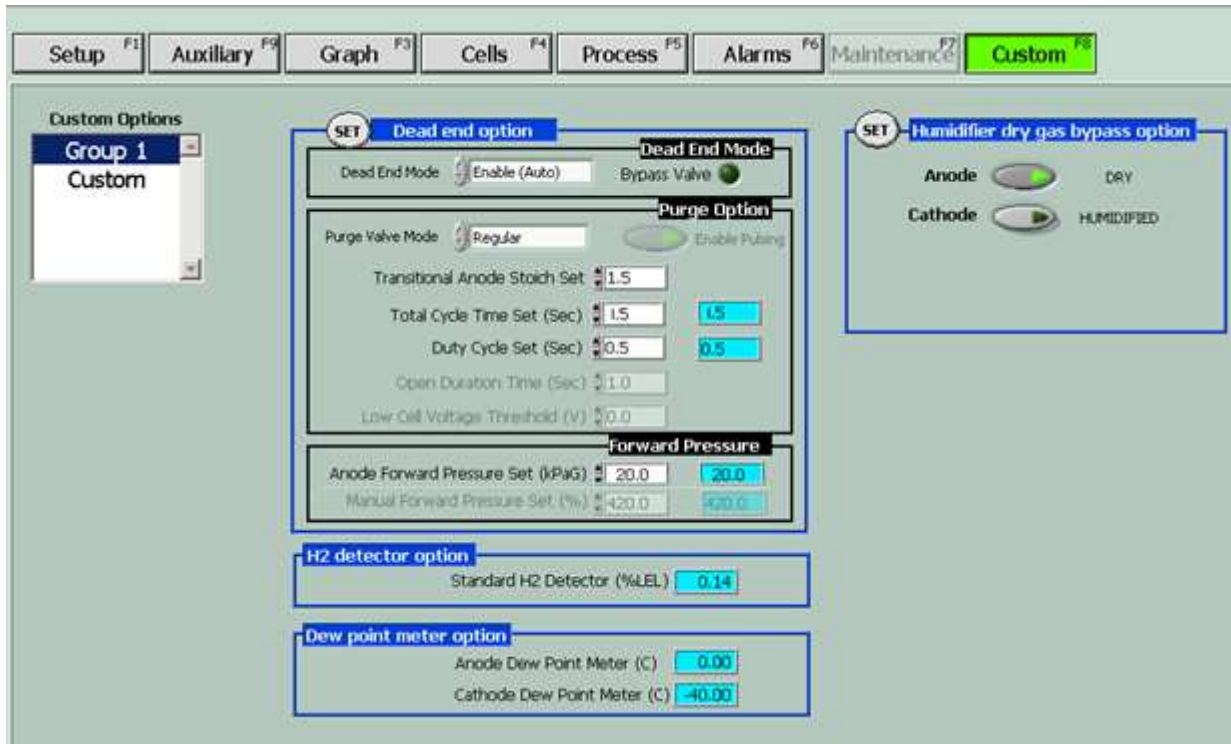 Setup F1 Auxiliary F9 Graph F3 Cells F4 Process F5 Alarms F6 Maintenance F7 Custom F8
Custom Options
Group 1
Custom
SET Dead end option
Dead End Mode
Dead End Mode Enable (Auto) Bypass Valve
Purge Option
Purge Valve Mode Regular Enable Pulsing
Transitional Anode Stoich Set 1.5
Total Cycle Time Set (Sec) 1.5 1.5
Duty Cycle Set (Sec) 0.5 0.5
Open Duration Time (Sec) 1.0
Low Cell Voltage Threshold (V) 0.0
Forward Pressure
Anode Forward Pressure Set (kPaG) 20.0 20.0
Manual Forward Pressure Set (%) 420.0 -420.0
H2 detector option
Standard H2 Detector (%LEL) 0.14
Dew point meter option
Anode Dew Point Meter (C) 0.00
Cathode Dew Point Meter (C) -40.00
SET Humidifier dry gas bypass option
Anode DRY
Cathode HUMIDIFIED